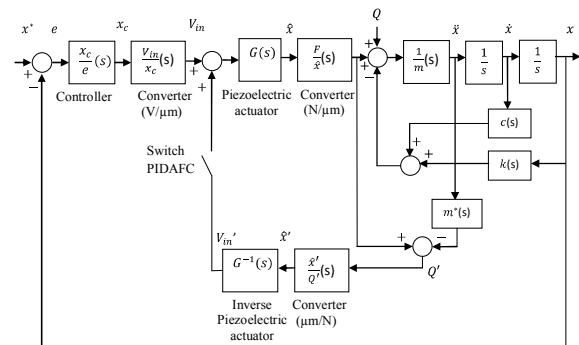 x* e x_c V_in x̂ Q ẍ ẋ x
x_c/e (s) V_in/x_c (s) G(s) F/x̂ (s) 1/m (s) 1/s 1/s
+ − + + + + −
Controller Converter (V/µm) Piezoelectric actuator Converter (N/µm)
c(s)
+ +
k(s)
Switch
PIDAFC
m*(s)
+ −
V_in′ x̂′ Q′
G⁻¹(s) x̂′/Q′ (s)
Inverse Piezoelectric actuator Converter (µm/N)